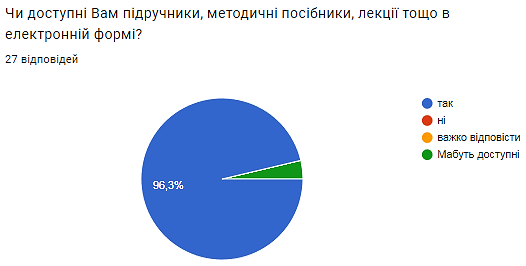 Чи доступні Вам підручники, методичні посібники, лекції тощо в
електронній формі?
27 відповідей
96,3%
так
ні
важко відповісти
Мабуть доступні